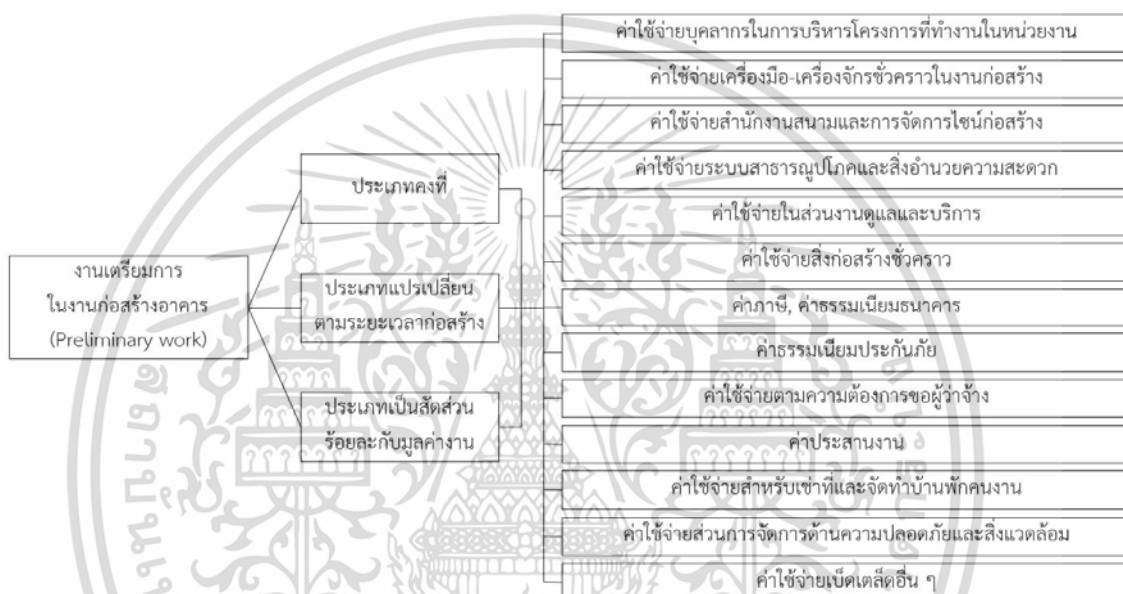 งานเตรียมการ
ในงานก่อสร้างอาคาร
(Preliminary work)
ประเภทคงที่
ประเภทแปรเปลี่ยน
ตามระยะเวลาก่อสร้าง
ประเภทเป็นสัดส่วน
ร้อยละกับมูลค่างาน
ค่าใช้จ่ายบุคลากรในการบริหารโครงการที่ทำงานในหน่วยงาน
ค่าใช้จ่ายเครื่องมือ-เครื่องจักรชั่วคราวในงานก่อสร้าง
ค่าใช้จ่ายสำนักงานสนามและการจัดการไซน์ก่อสร้าง
ค่าใช้จ่ายระบบสาธารณูปโภคและสิ่งอำนวยความสะดวก
ค่าใช้จ่ายในส่วนงานดูแลและบริการ
ค่าใช้จ่ายสิ่งก่อสร้างชั่วคราว
ค่าภาษี, ค่าธรรมเนียมธนาคาร
ค่าธรรมเนียมประกันภัย
ค่าใช้จ่ายตามความต้องการขอผู้ว่าจ้าง
ค่าประสานงาน
ค่าใช้จ่ายสำหรับเช่าที่และจัดทำบ้านพักคนงาน
ค่าใช้จ่ายส่วนการจัดการด้านความปลอดภัยและสิ่งแวดล้อม
ค่าใช้จ่ายเบ็ดเตล็ดอื่น ๆ